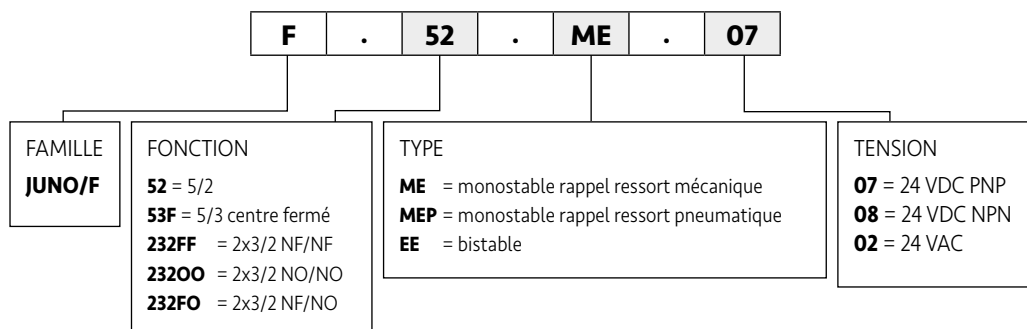 F . 52 . ME . 07
FAMILLE
JUNO/F
FONCTION
52 = 5/2
53F = 5/3 centre fermé
232FF = 2x3/2 NF/NF
232OO = 2x3/2 NO/NO
232FO = 2x3/2 NF/NO
TYPE
ME = monostable rappel ressort mécanique
MEP = monostable rappel ressort pneumatique
EE = bistable
TENSION
07 = 24 VDC PNP
08 = 24 VDC NPN
02 = 24 VAC